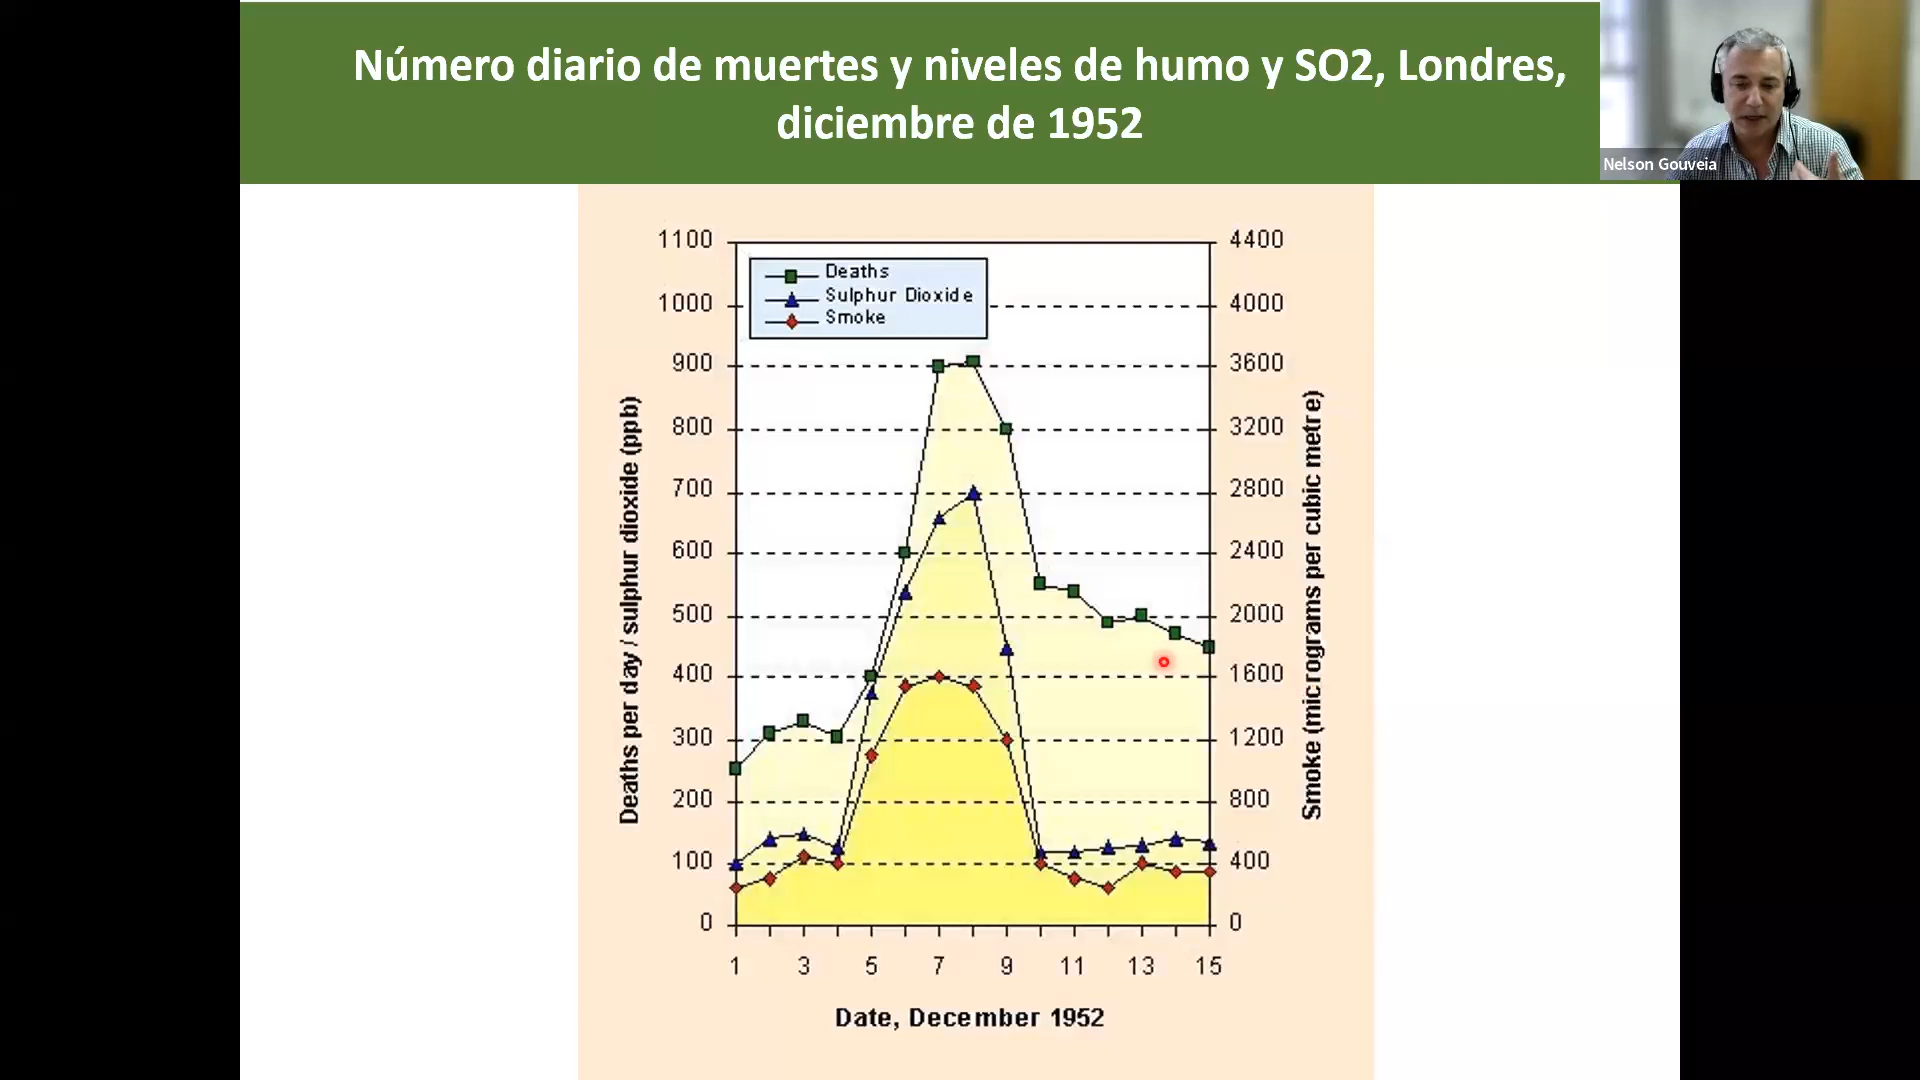 Número diario de muertes y niveles de humo y SO2, Londres,
diciembre de 1952
Nelson Gouveia
Deaths
Sulphur Dioxide
Smoke
Deaths per day / sulphur dioxide (ppb)
1100
1000
900
800
700
600
500
400
300
200
100
0
4400
4000
3600
3200
2800
2400
2000
1600
1200
800
400
0
Smoke (micrograms per cubic metre)
1 3 5 7 9 11 13 15
Date, December 1952